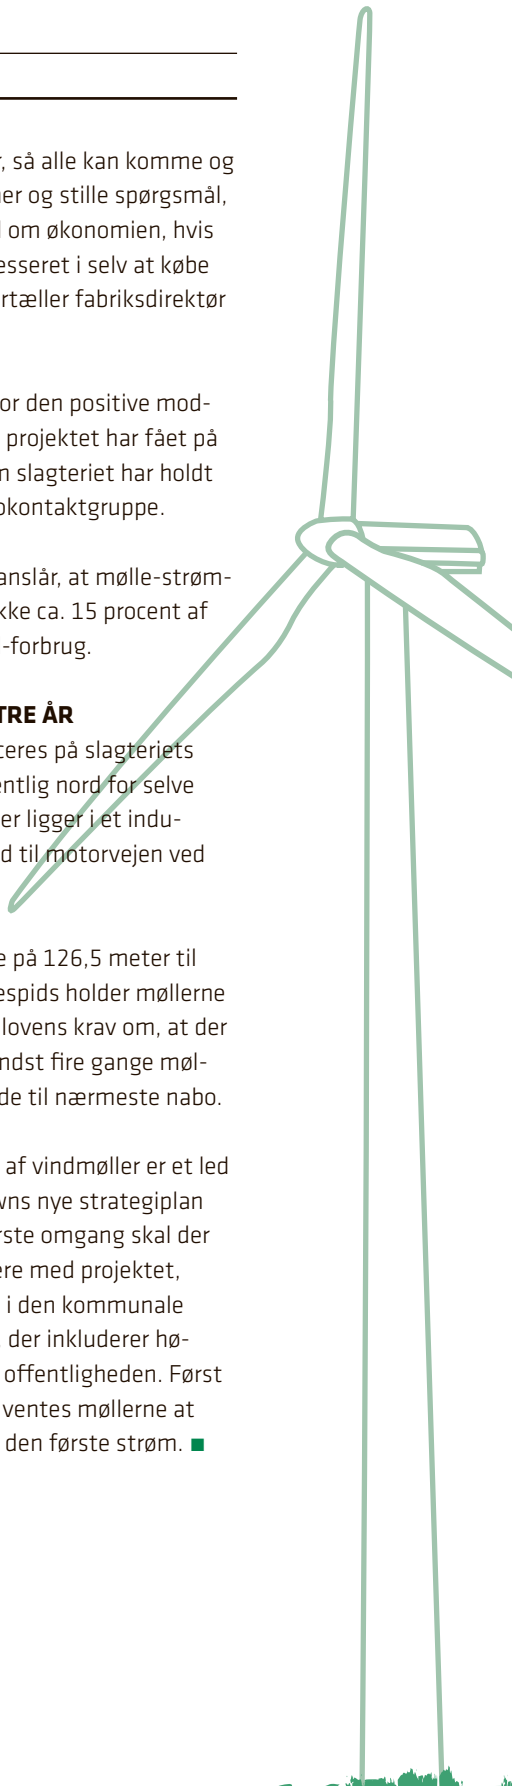 , så alle kan komme og
er og stille spørgsmål,
om økonomien, hvis
esseret i selv at købe
rtæller fabriksdirektør
or den positive mod-
projektet har fået på
n slagteriet har holdt
okontaktgruppe.
anslår, at mølle-strøm-
kke ca. 15 procent af
-forbrug.
TRE ÅR
ceres på slagteriets
entlig nord for selve
er ligger i et indu-
d til motorvejen ved
e på 126,5 meter til
espids holder møllerne
lovens krav om, at der
ndst fire gange møl-
de til nærmeste nabo.
af vindmøller er et led
wns nye strategiplan
rste omgang skal der
ere med projektet,
i den kommunale
der inkluderer hø-
offentligheden. Først
ventes møllerne at
den første strøm.